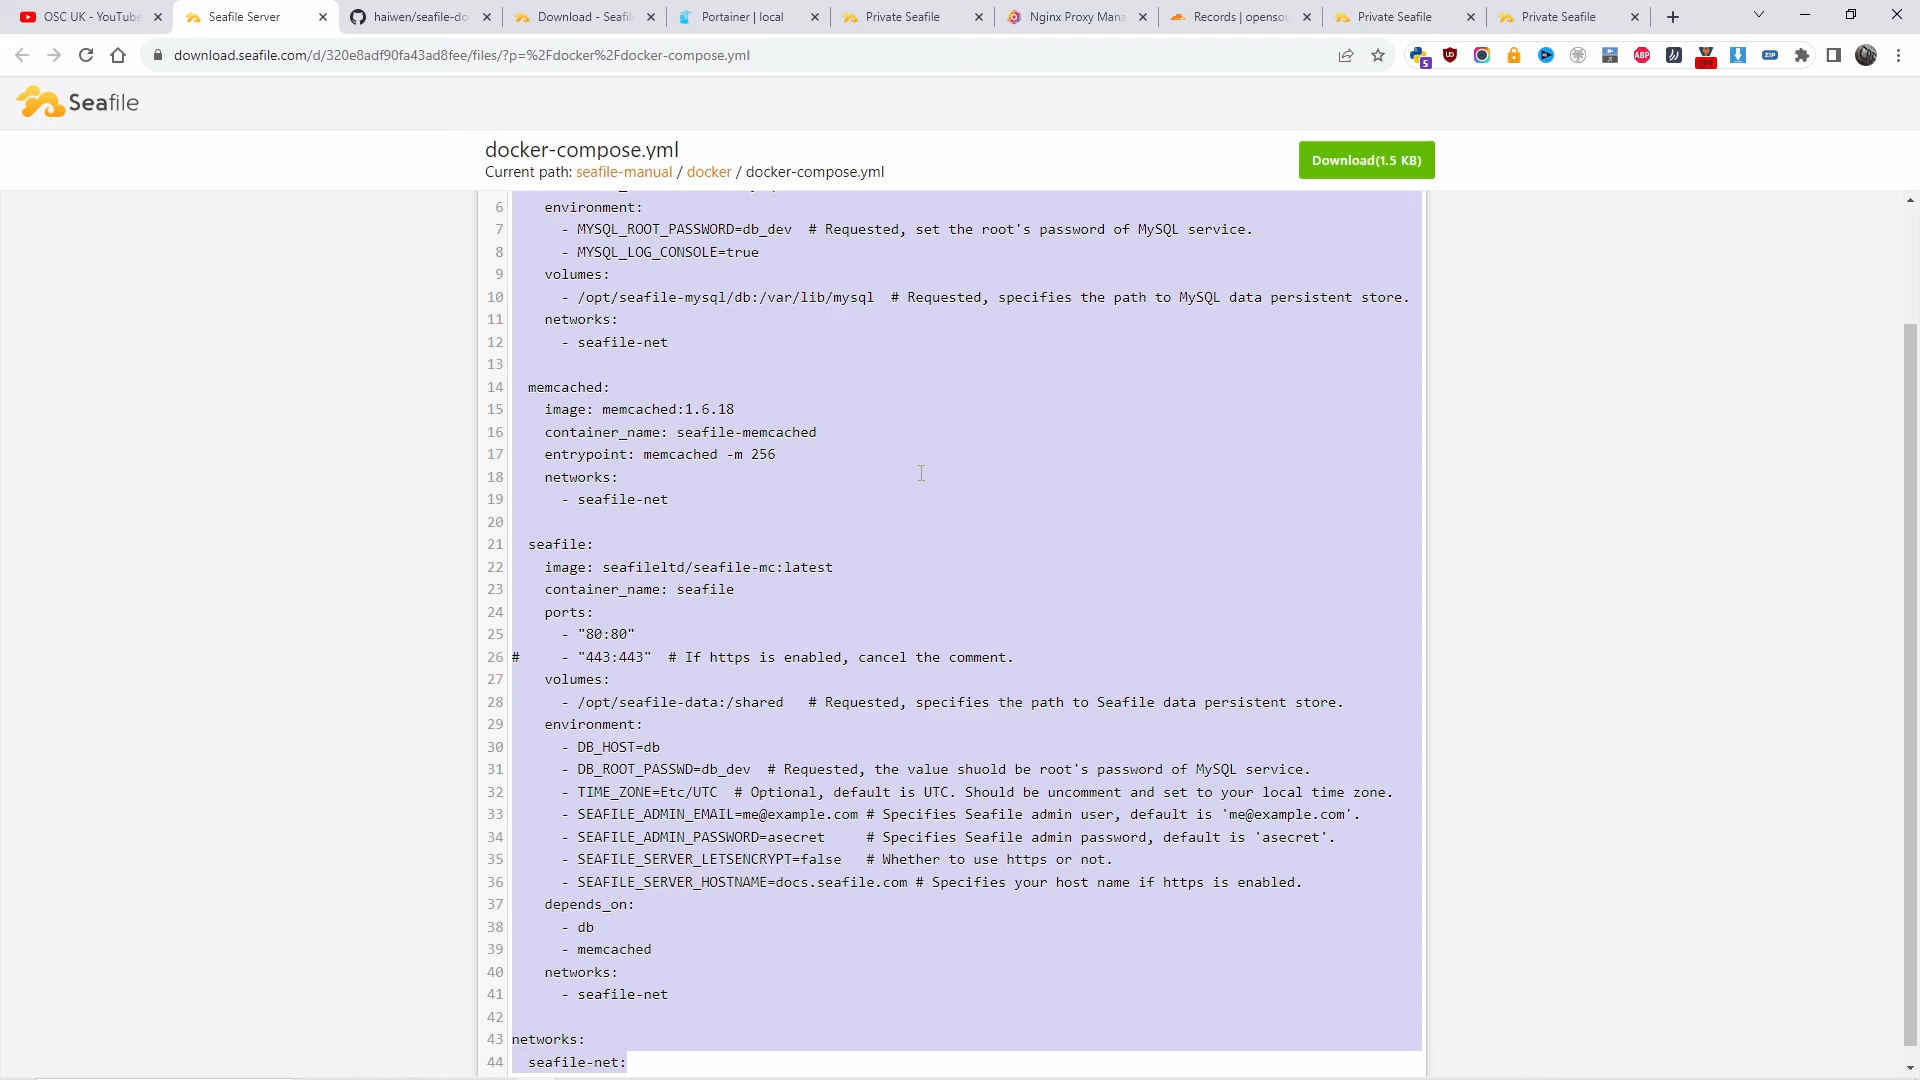 OSC UK - YouTube
Seafile Server
haiwen/seafile-do
Download - Seafil
Portainer | local
Private Seafile
Nginx Proxy Mana
Records | opensou
Private Seafile
Private Seafile
download.seafile.com/d/320e8adf90fa43ad8fee/files/?p=%2Fdocker%2Fdocker-compose.yml
Seafile
docker-compose.yml
Current path: seafile-manual / docker / docker-compose.yml
Download(1.5 KB)
6 environment:
7 - MYSQL_ROOT_PASSWORD=db_dev # Requested, set the root's password of MySQL service.
8 - MYSQL_LOG_CONSOLE=true
9 volumes:
10 - /opt/seafile-mysql/db:/var/lib/mysql # Requested, specifies the path to MySQL data persistent store.
11 networks:
12 - seafile-net
13
14 memcached:
15 image: memcached:1.6.18
16 container_name: seafile-memcached
17 entrypoint: memcached -m 256
18 networks:
19 - seafile-net
20
21 seafile:
22 image: seafileltd/seafile-mc:latest
23 container_name: seafile
24 ports:
25 - "80:80"
26 # - "443:443" # If https is enabled, cancel the comment.
27 volumes:
28 - /opt/seafile-data:/shared # Requested, specifies the path to Seafile data persistent store.
29 environment:
30 - DB_HOST=db
31 - DB_ROOT_PASSWD=db_dev # Requested, the value shuold be root's password of MySQL service.
32 - TIME_ZONE=Etc/UTC # Optional, default is UTC. Should be uncomment and set to your local time zone.
33 - SEAFILE_ADMIN_EMAIL=me@example.com # Specifies Seafile admin user, default is 'me@example.com'.
34 - SEAFILE_ADMIN_PASSWORD=asecret # Specifies Seafile admin password, default is 'asecret'.
35 - SEAFILE_SERVER_LETSENCRYPT=false # Whether to use https or not.
36 - SEAFILE_SERVER_HOSTNAME=docs.seafile.com # Specifies your host name if https is enabled.
37 depends_on:
38 - db
39 - memcached
40 networks:
41 - seafile-net
42
43 networks:
44 seafile-net: